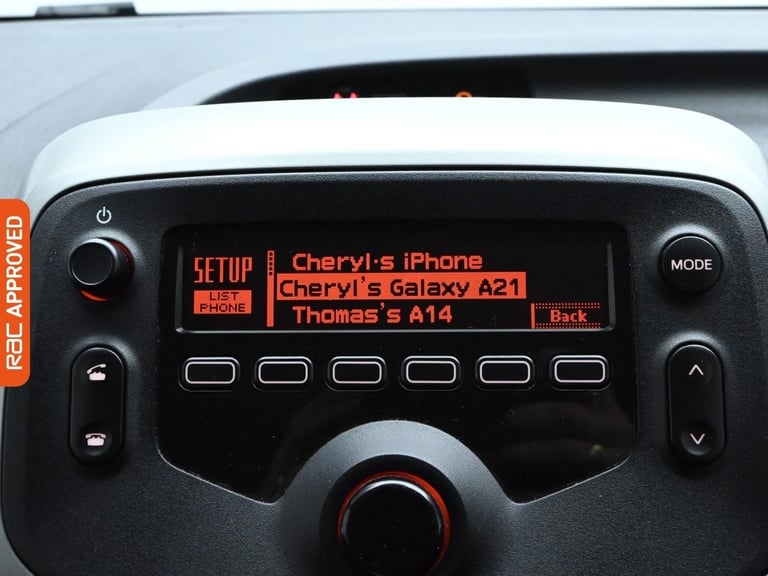 RAC APPROVED
SETUP
LIST
PHONE
Cheryl·s iPhone
Cheryl's Galaxy A21
Thomas's A14
Back
MODE